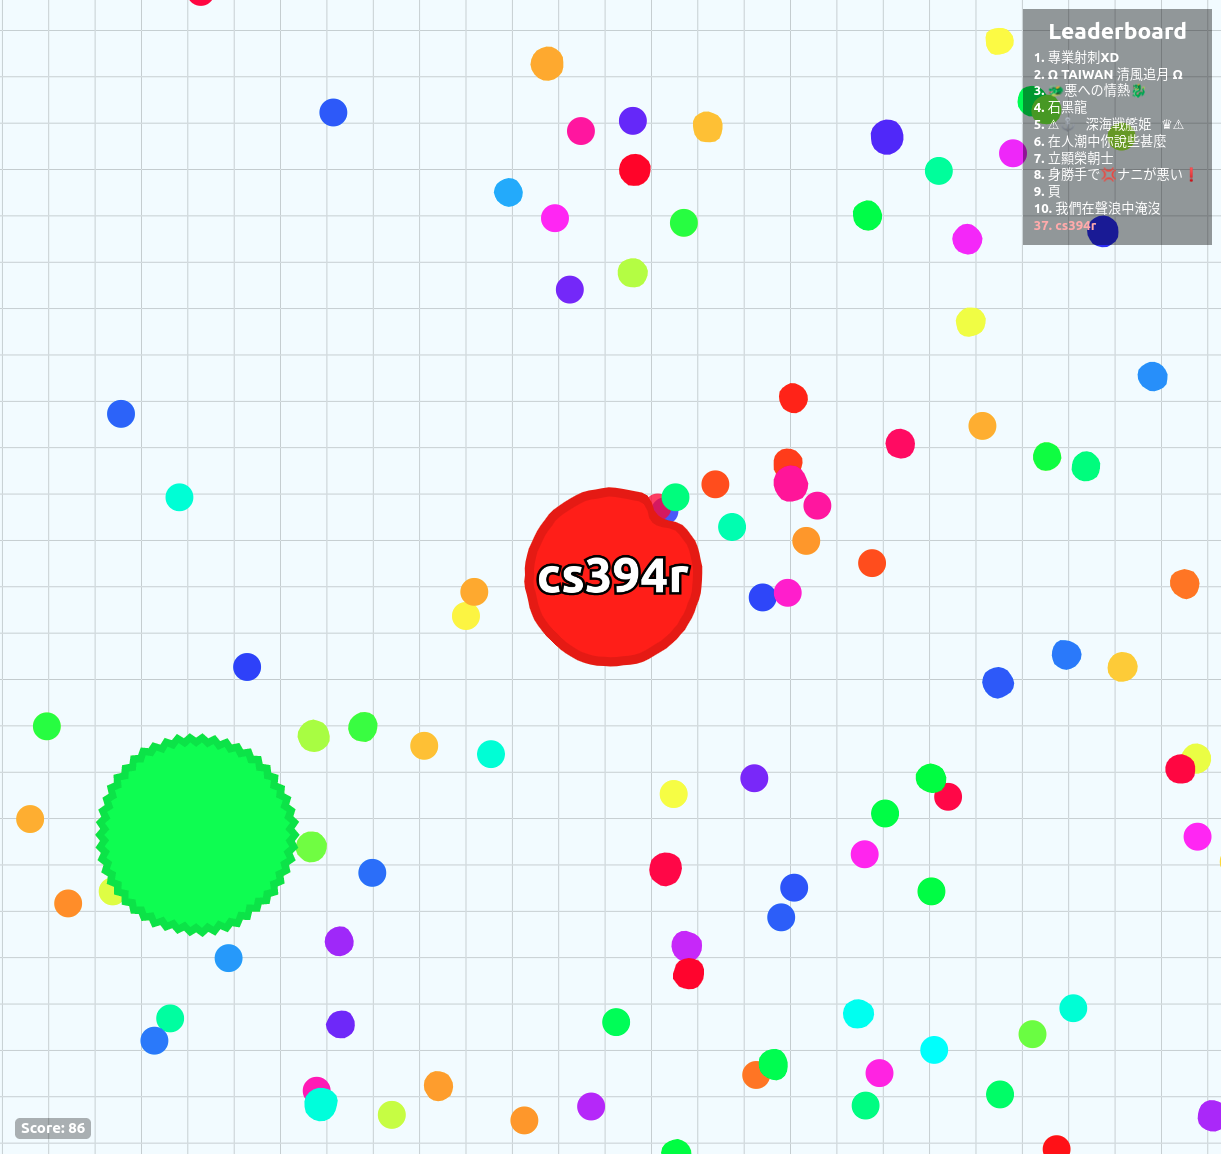 Leaderboard
1. 專業射刺XD
2. Ω TAIWAN 清風追月 Ω
3. 🐲悪への情熱🐉
4. 石黑龍
5. ⚠⚓ 深海戦艦姫 ♛⚠
6. 在人潮中你說些甚麼
7. 立顯榮朝士
8. 身勝手で💢ナニが悪い❗
9. 頁
10. 我們在聲浪中淹沒
37. cs394r
cs394r
Score: 86